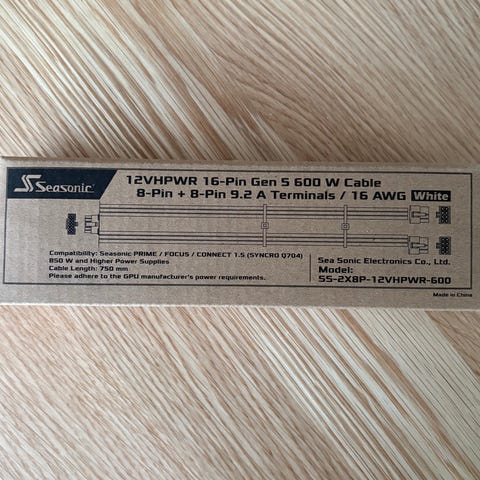 Seasonic
12VHPWR 16-Pin Gen 5 600 W Cable
8-Pin + 8-Pin 9.2 A Terminals / 16 AWG White
Compatibility: Seasonic PRIME / FOCUS / CONNECT 1.5 (SYNCRO Q704)
850 W and Higher Power Supplies
Cable Length: 750 mm
Please adhere to the GPU manufacturer's power requirements.
Sea Sonic Electronics Co., Ltd.
Model:
SS-2X8P-12VHPWR-600
Made in China